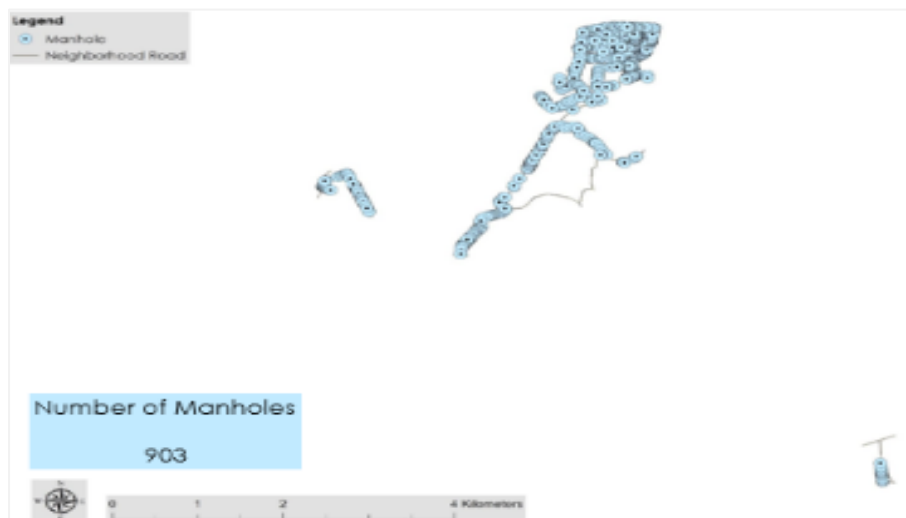 Legend
Manhole
Neighborhood Road
Number of Manholes
903
0 1 2 4 Kilometers